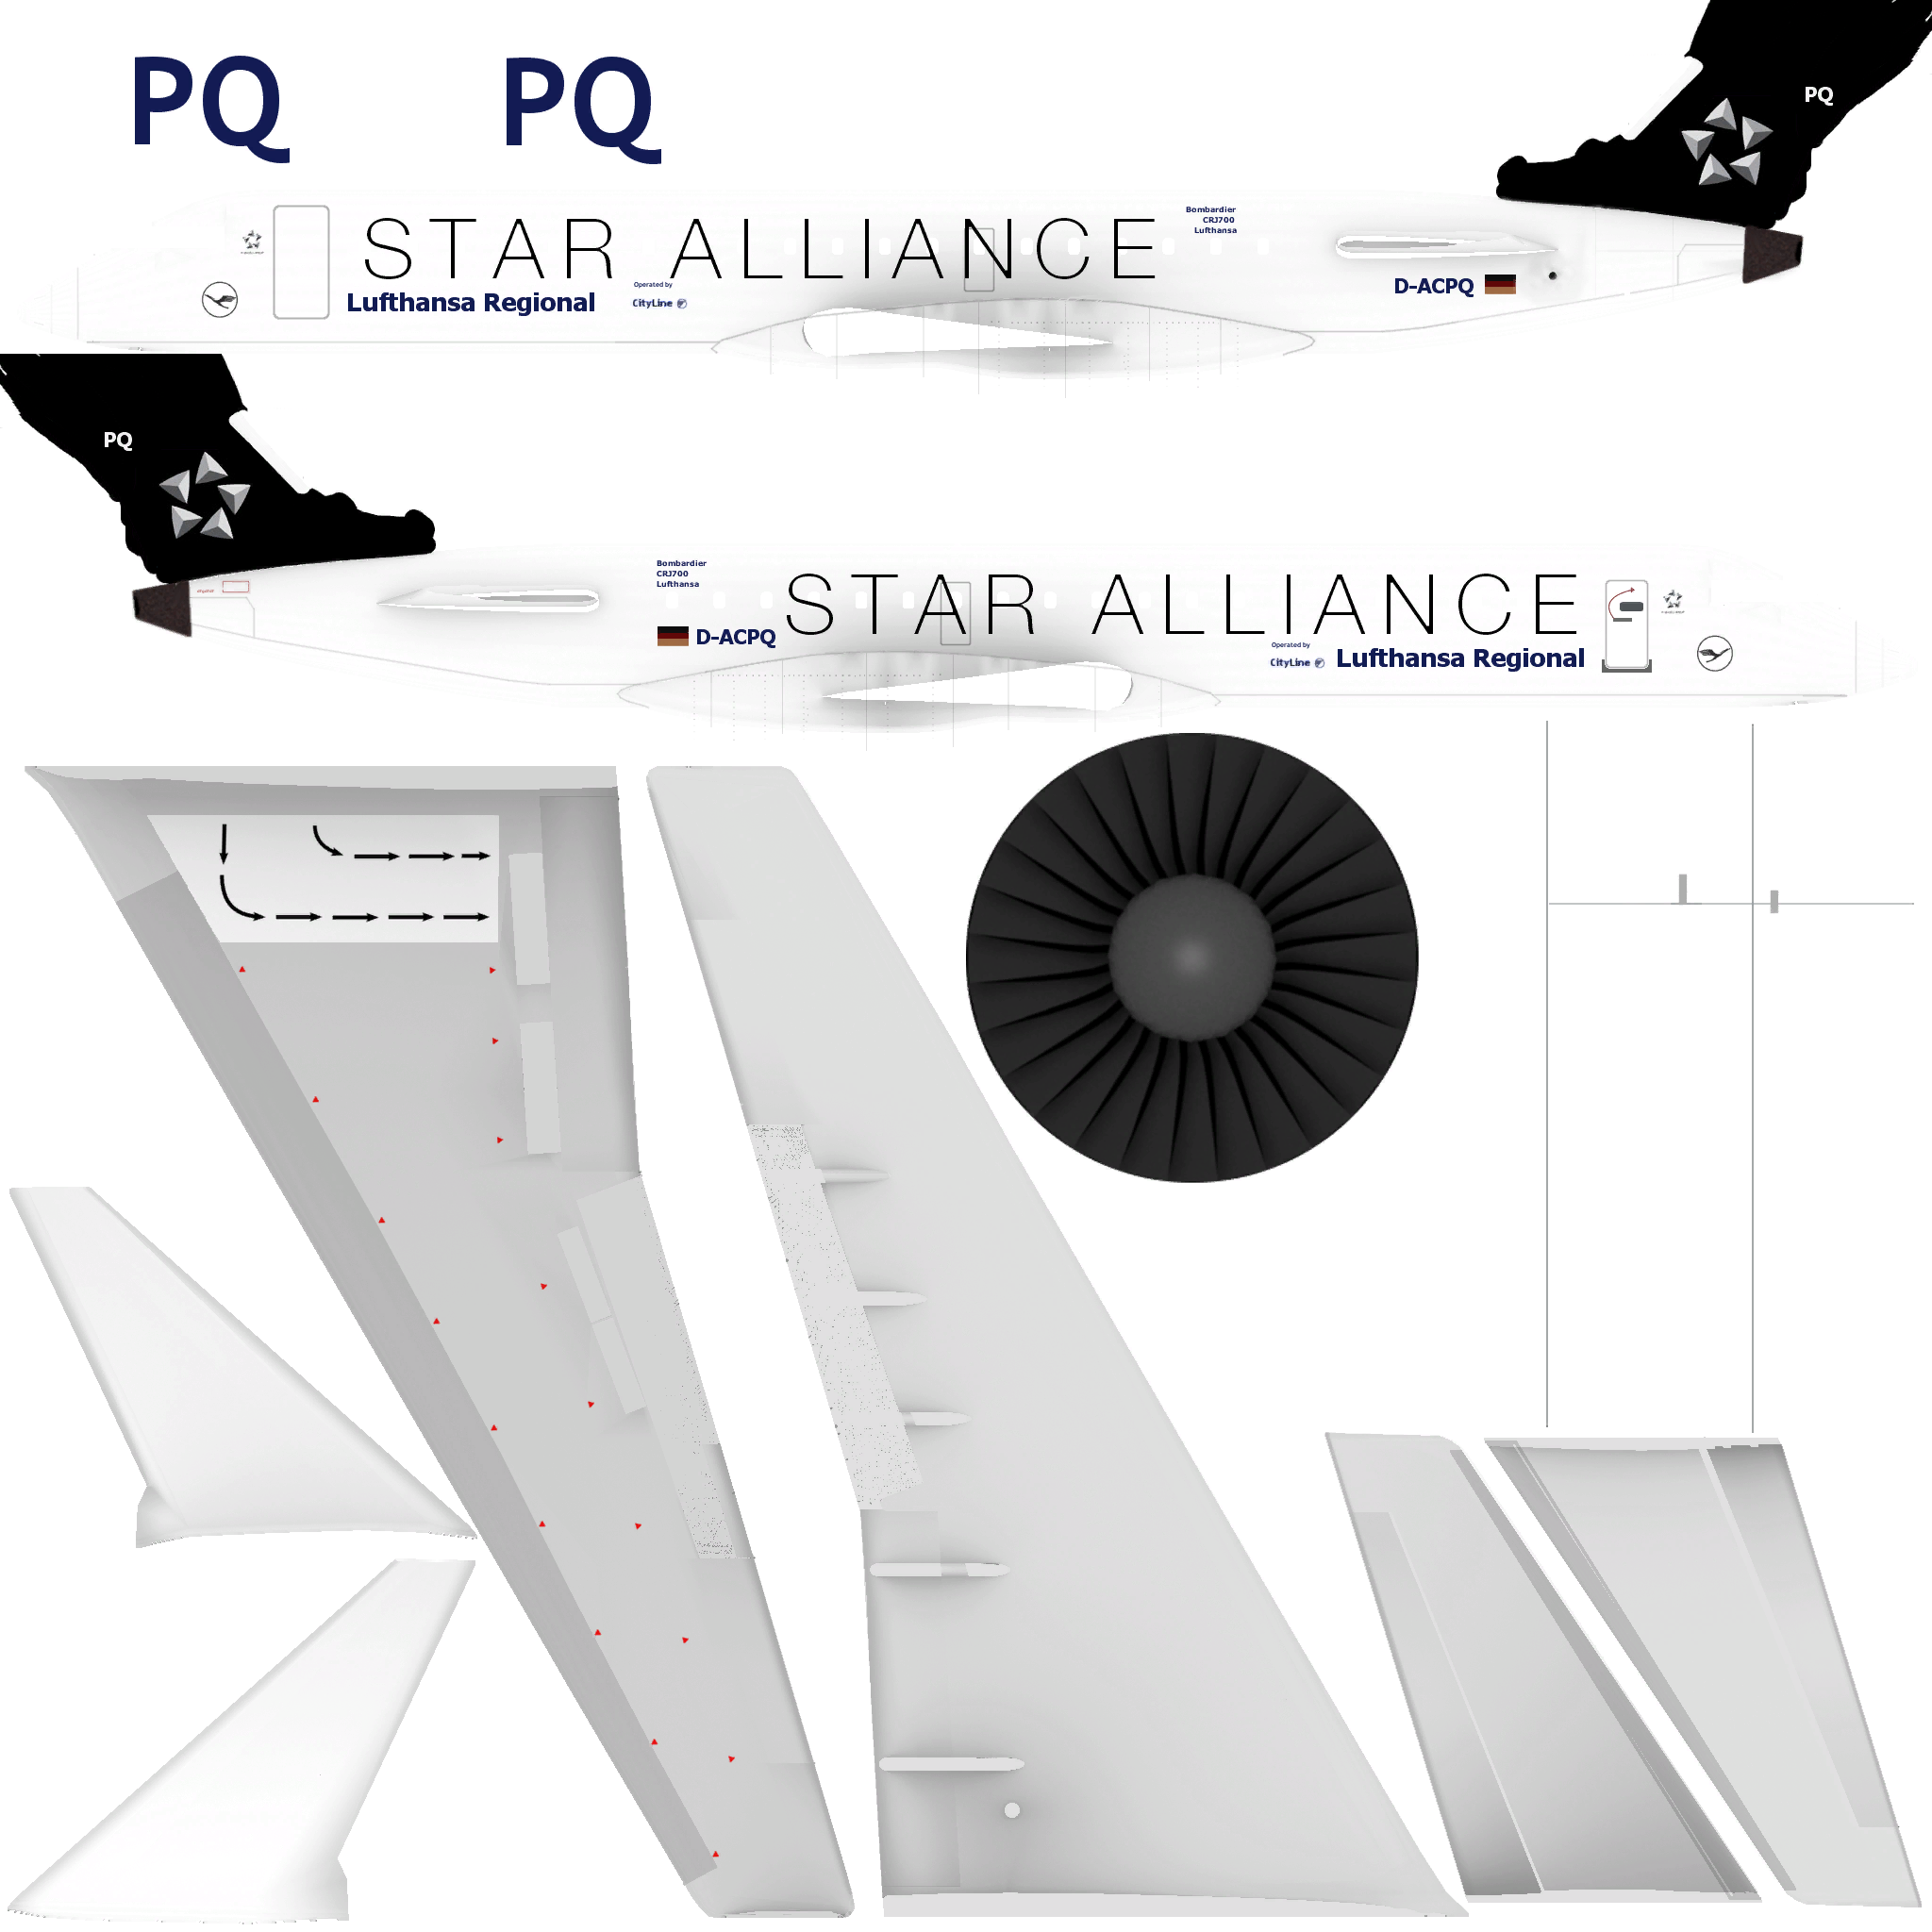 PQ PQ
PQ
STAR ALLIANCE
Bombardier
CRJ700
Lufthansa
Operated by
Lufthansa Regional
CityLine
D-ACPQ
PQ
Bombardier
CRJ700
Lufthansa
STAR ALLIANCE
D-ACPQ
Operated by
CityLine
Lufthansa Regional